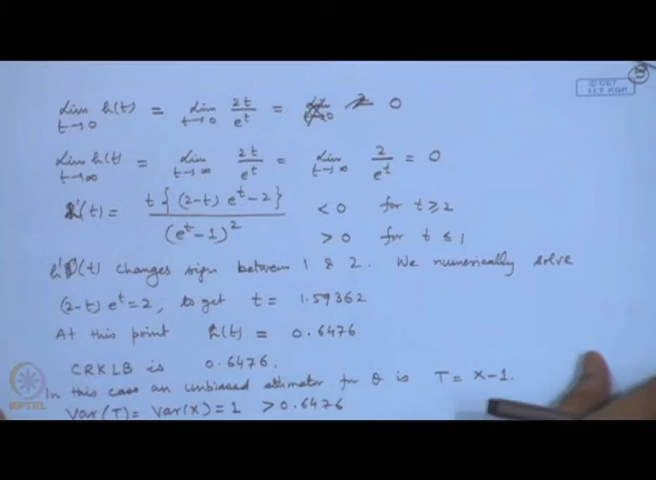 © CET
I.I.T. KGP
lim t→0 h(t) = lim t→0 2t/e^t = 0
lim t→∞ h(t) = lim t→∞ 2t/e^t = lim t→∞ 2/e^t = 0
h'(t) = t{(2-t)e^t-2}/(e^t-1)^2 < 0 for t ≥ 2
> 0 for t ≤ 1
h'(t) changes sign between 1 & 2. We numerically solve
(2-t) e^t = 2, to get t = 1.59362
At this point h(t) = 0.6476
CRKLB is 0.6476.
In this case an unbiased estimator for θ is T = X-1.
Var(T) = Var(X) = 1 > 0.6476
NPTEL